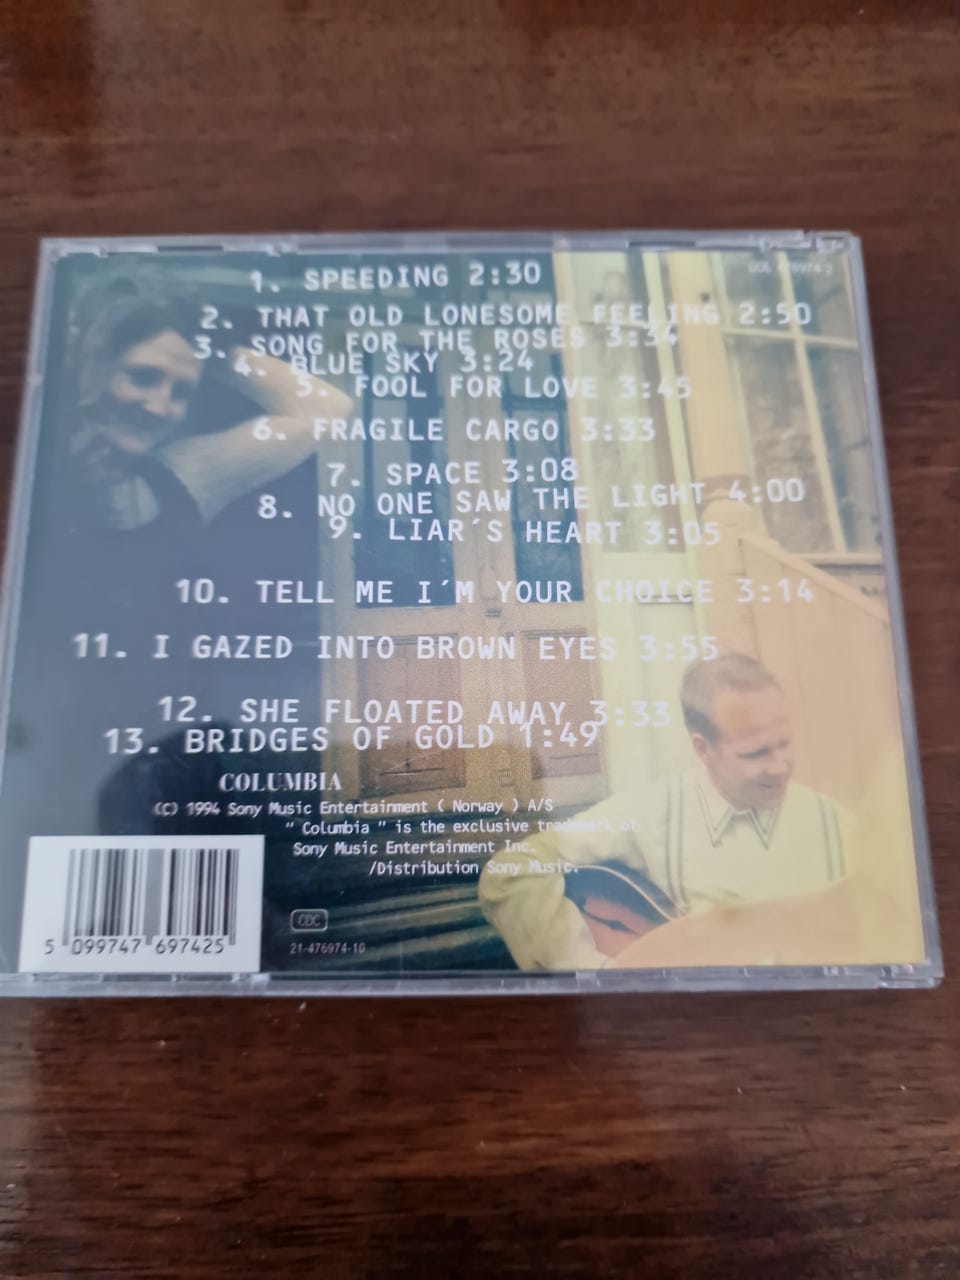 COL 476974 2
1. SPEEDING 2:30
2. THAT OLD LONESOME FEELING 2:50
3. SONG FOR THE ROSES 3:34
4. BLUE SKY 3:24
5. FOOL FOR LOVE 3:45
6. FRAGILE CARGO 3:33
7. SPACE 3:08
8. NO ONE SAW THE LIGHT 4:00
9. LIAR´S HEART 3:05
10. TELL ME I´M YOUR CHOICE 3:14
11. I GAZED INTO BROWN EYES 3:55
12. SHE FLOATED AWAY 3:33
13. BRIDGES OF GOLD 1:49
COLUMBIA
(C) 1994 Sony Music Entertainment ( Norway ) A/S
" Columbia " is the exclusive trademark of
Sony Music Entertainment Inc.
/Distribution Sony Music.
CDC
21-476974-10
5 099747 697425